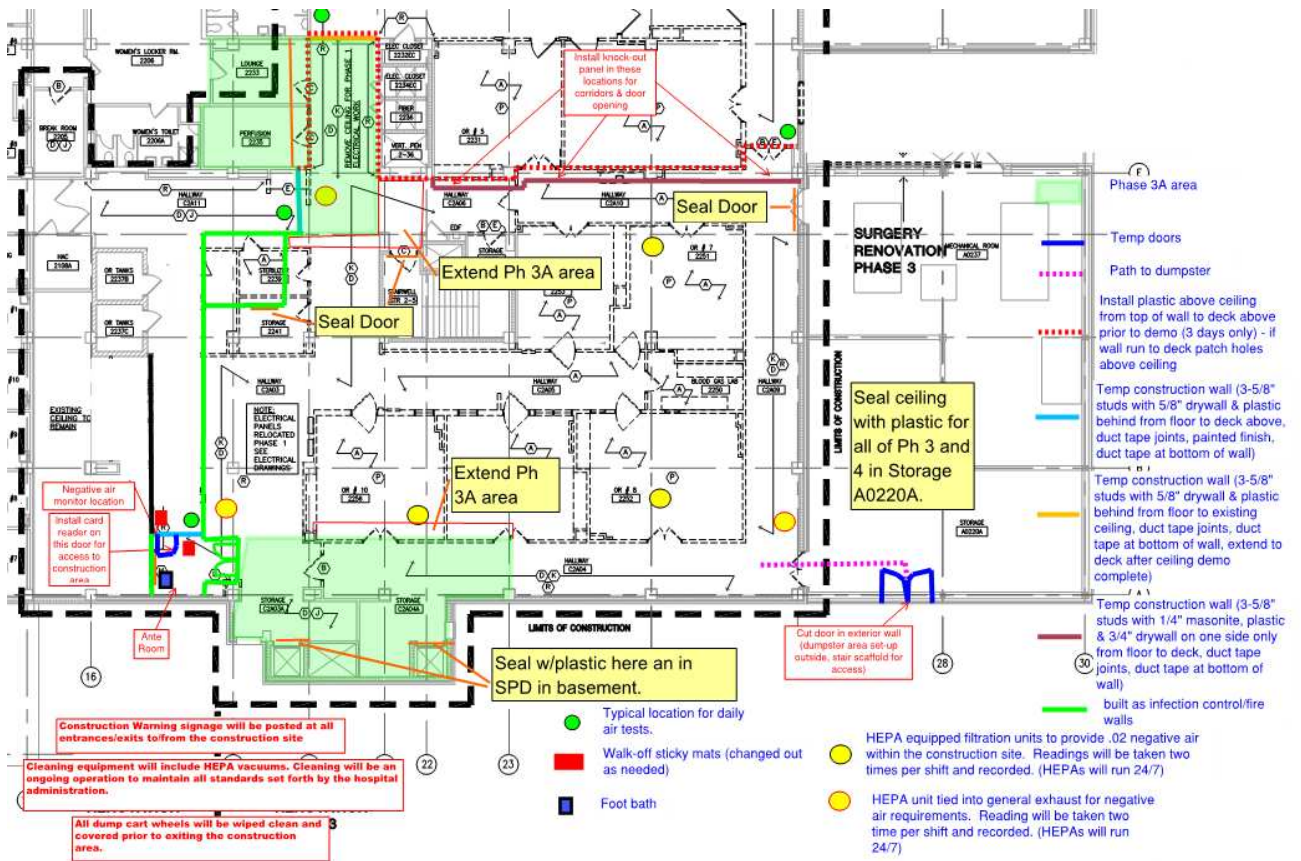 WOMEN'S LOCKER RM.
2206
LOUNGE
2233
ELEC CLOSET
2232EC
ELEC CLOSET
2234EC
FIBER
2236
VERT. PEN
2-36
REMOVE CEILING FOR PHASE 1
ELECTRICAL WORK
Install knock-out
panel in these
locations for
corridors & door
opening
BREAK ROOM
2205
WOMEN'S TOILET
2206A
PERFUSION
2235
OR # 5
2231
HALLWAY
C2A11
HALLWAY
C2A06
HALLWAY
C2A10
Seal Door
EDF
STORAGE
OR # 7
2251
SURGERY
RENOVATION
PHASE 3
MECHANICAL ROOM
A0237
HAC
2108A
OR TANKS
2237B
OR TANKS
2237C
STERILIZER
2239
STORAGE
2241
Extend Ph 3A area
STAIRWELL
STR 2-5
Seal Door
HALLWAY
C2A03
HALLWAY
C2A05
BLOOD GAS LAB
2250
HALLWAY
C2A09
LIMITS OF CONSTRUCTION
EXISTING
CEILING TO
REMAIN
NOTE:
ELECTRICAL
PANELS
RELOCATED
PHASE 1
SEE
ELECTRICAL
DRAWINGS
Seal ceiling
with plastic for
all of Ph 3 and
4 in Storage
A0220A.
Extend Ph
3A area
OR # 10
2254
OR # 8
2252
STORAGE
A0220A
Negative air
monitor location
Install card
reader on
this door for
access to
construction
area
Ante
Room
HALLWAY
C2A04
STORAGE
C2A03A
STORAGE
C2A04A
LIMITS OF CONSTRUCTION
Cut door in exterior wall
(dumpster area set-up
outside, stair scaffold for
access)
Seal w/plastic here an in
SPD in basement.
16
22
23
28
30
Phase 3A area
Temp doors
Path to dumpster
Install plastic above ceiling
from top of wall to deck above
prior to demo (3 days only) - if
wall run to deck patch holes
above ceiling
Temp construction wall (3-5/8"
studs with 5/8" drywall & plastic
behind from floor to deck above,
duct tape joints, painted finish,
duct tape at bottom of wall)
Temp construction wall (3-5/8"
studs with 5/8" drywall & plastic
behind from floor to existing
ceiling, duct tape joints, duct
tape at bottom of wall, extend to
deck after ceiling demo
complete)
Temp construction wall (3-5/8"
studs with 1/4" masonite, plastic
& 3/4" drywall on one side only
from floor to deck, duct tape
joints, duct tape at bottom of
wall)
built as infection control/fire
walls
Construction Warning signage will be posted at all
entrances/exits to/from the construction site
Cleaning equipment will include HEPA vacuums. Cleaning will be an
ongoing operation to maintain all standards set forth by the hospital
administration.
All dump cart wheels will be wiped clean and
covered prior to exiting the construction
area.
3
Typical location for daily
air tests.
Walk-off sticky mats (changed out
as needed)
Foot bath
HEPA equipped filtration units to provide .02 negative air
within the construction site. Readings will be taken two
times per shift and recorded. (HEPAs will run 24/7)
HEPA unit tied into general exhaust for negative
air requirements. Reading will be taken two
time per shift and recorded. (HEPAs will run
24/7)